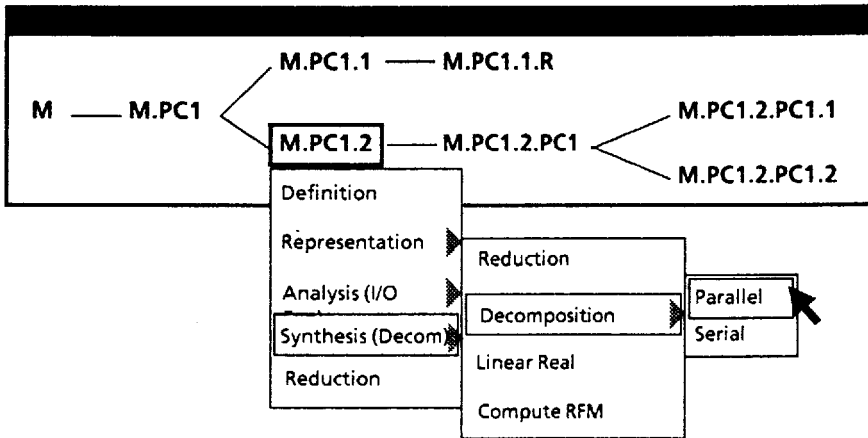 M.PC1.1 M.PC1.1.R
M M.PC1 M.PC1.2.PC1.1
M.PC1.2 M.PC1.2.PC1
M.PC1.2.PC1.2
Definition
Representation
Reduction
Analysis (I/O
Parallel
Decomposition
Synthesis (Decom)
Serial
Linear Real
Reduction
Compute RFM